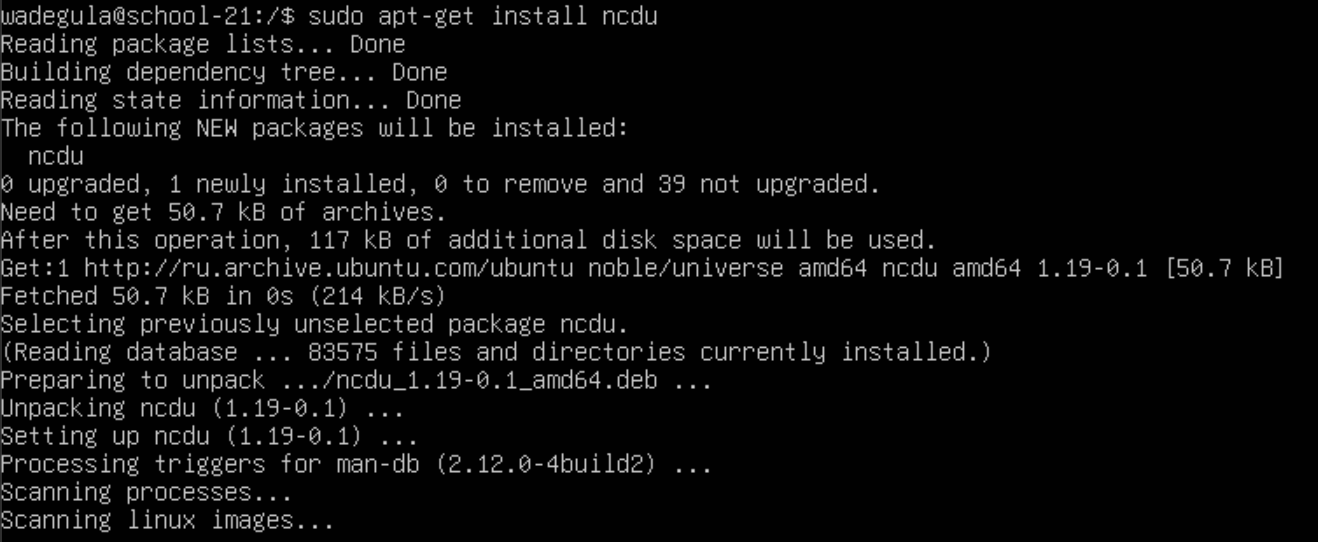 wadegula@school-21:/$ sudo apt-get install ncdu
Reading package lists... Done
Building dependency tree... Done
Reading state information... Done
The following NEW packages will be installed:
  ncdu
0 upgraded, 1 newly installed, 0 to remove and 39 not upgraded.
Need to get 50.7 kB of archives.
After this operation, 117 kB of additional disk space will be used.
Get:1 http://ru.archive.ubuntu.com/ubuntu noble/universe amd64 ncdu amd64 1.19-0.1 [50.7 kB]
Fetched 50.7 kB in 0s (214 kB/s)
Selecting previously unselected package ncdu.
(Reading database ... 83575 files and directories currently installed.)
Preparing to unpack .../ncdu_1.19-0.1_amd64.deb ...
Unpacking ncdu (1.19-0.1) ...
Setting up ncdu (1.19-0.1) ...
Processing triggers for man-db (2.12.0-4build2) ...
Scanning processes...
Scanning linux images...